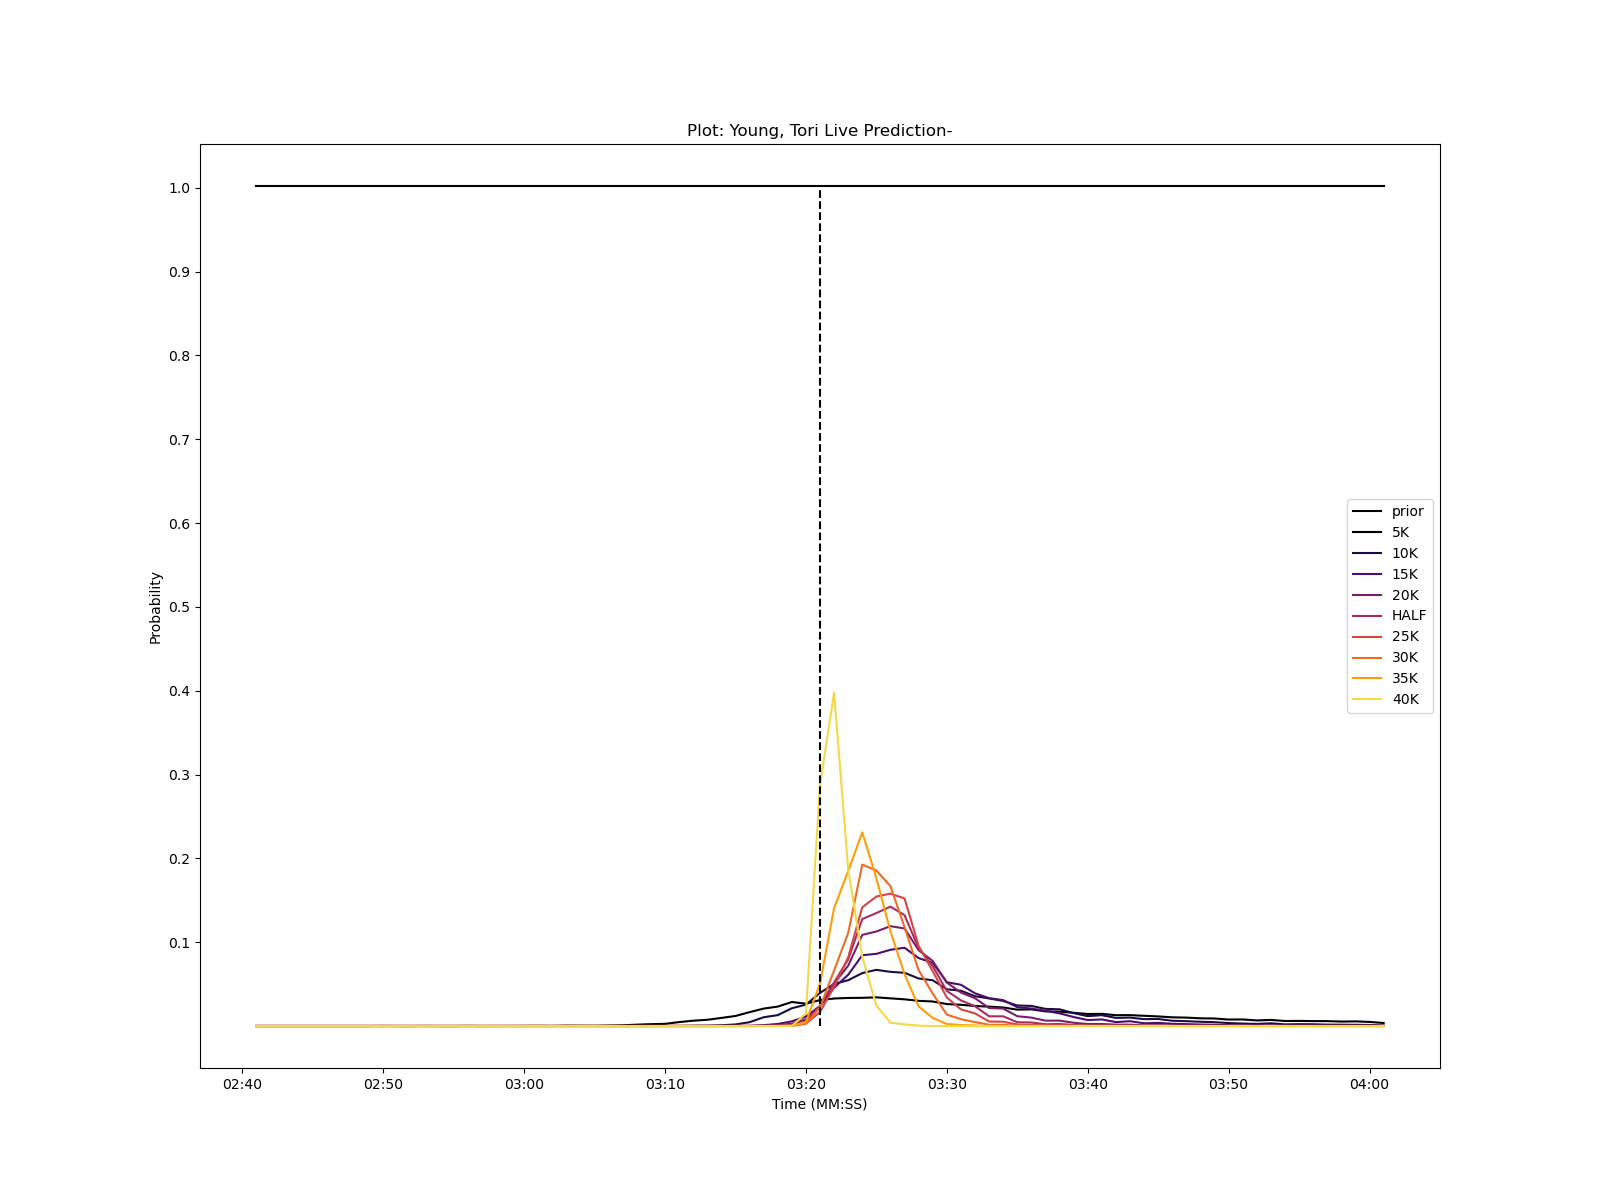 Plot: Young, Tori Live Prediction-
1.0
0.9
0.8
0.7
0.6
0.5
0.4
0.3
0.2
0.1
Probability
prior
5K
10K
15K
20K
HALF
25K
30K
35K
40K
02:40 02:50 03:00 03:10 03:20 03:30 03:40 03:50 04:00
Time (MM:SS)